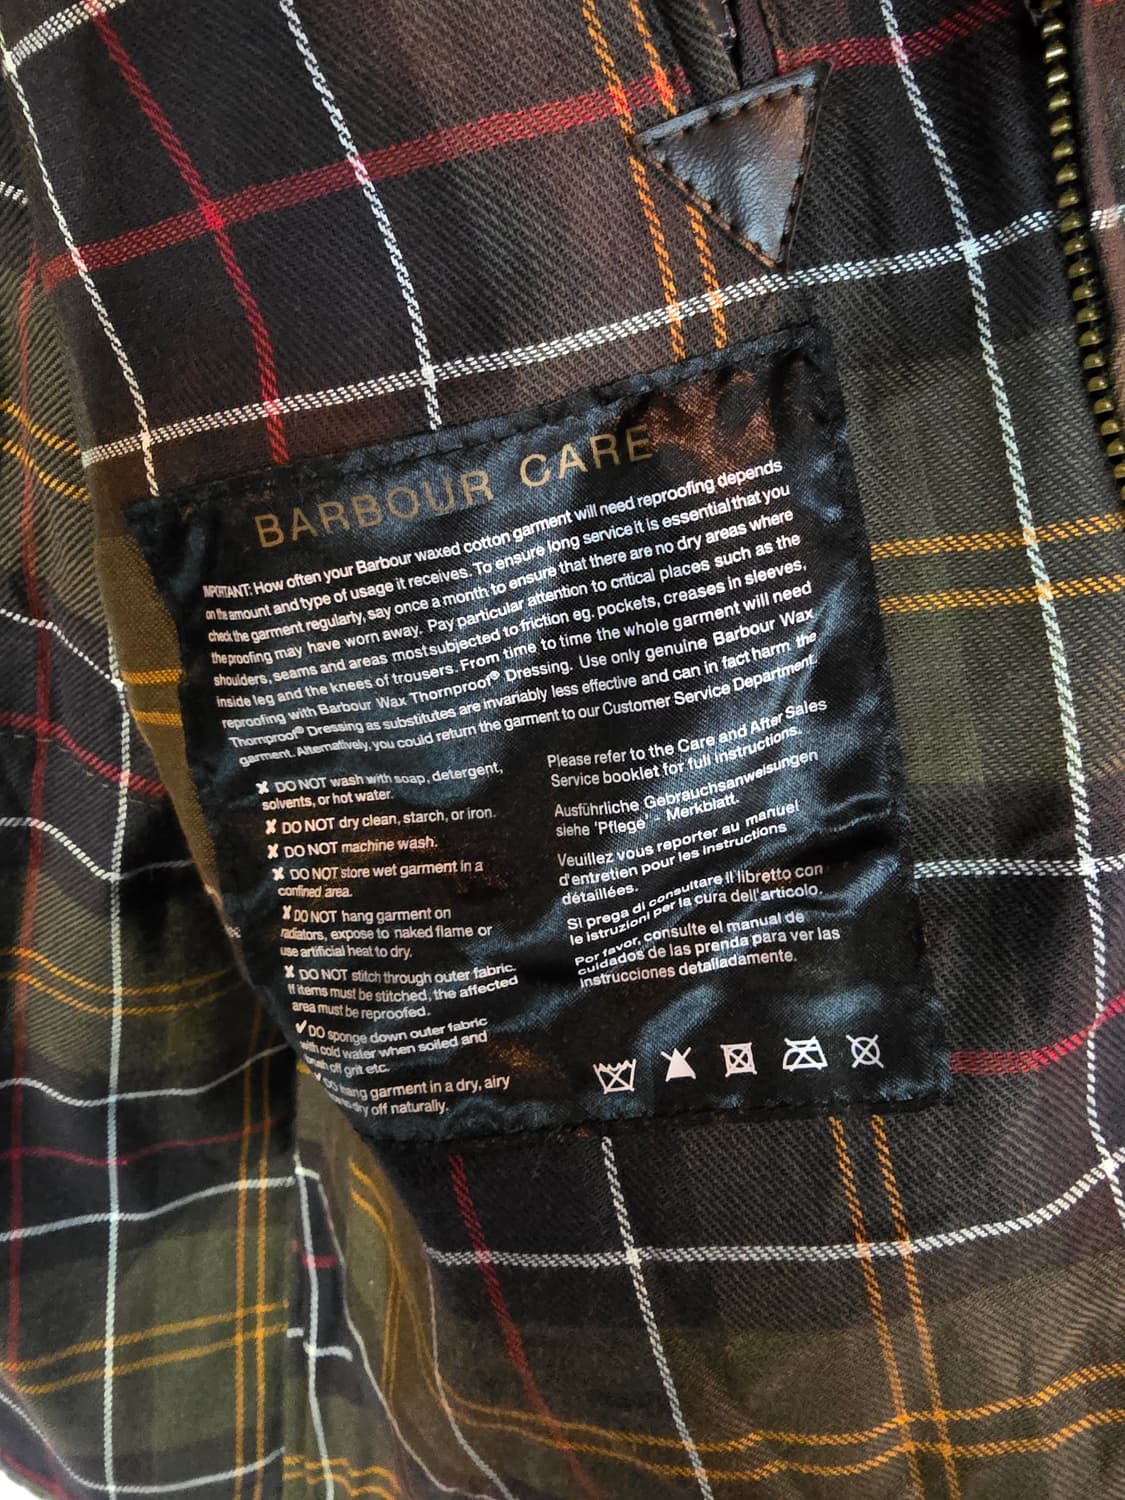 BARBOUR CARE
IMPORTANT: How often your Barbour waxed cotton garment will need reproofing depends
on the amount and type of usage it receives. To ensure long service it is essential that you
check the garment regularly, say once a month to ensure that there are no dry areas where
the proofing may have worn away. Pay particular attention to critical places such as the
shoulders, seams and areas most subjected to friction eg. pockets, creases in sleeves,
inside leg and the knees of trousers. From time to time the whole garment will need
reproofing with Barbour Wax Thornproof® Dressing. Use only genuine Barbour Wax
Thornproof® Dressing as substitutes are invariably less effective and can in fact harm the
garment. Alternatively, you could return the garment to our Customer Service Department.
✘ DO NOT wash with soap, detergent,
solvents, or hot water.
✘ DO NOT dry clean, starch, or iron.
✘ DO NOT machine wash.
✘ DO NOT store wet garment in a
confined area.
✘ DO NOT hang garment on
radiators, expose to naked flame or
use artificial heat to dry.
✘ DO NOT stitch through outer fabric.
If items must be stitched, the affected
area must be reproofed.
✔ DO sponge down outer fabric
with cold water when soiled and
brush off grit etc.
✔ DO hang garment in a dry, airy
to dry off naturally.
Please refer to the Care and After Sales
Service booklet for full instructions.
Ausführliche Gebrauchsanweisungen
siehe 'Pflege' - Merkblatt.
Veuillez vous reporter au manuel
d'entretien pour les instructions
détaillées.
Si prega di consultare il libretto con
le istruzioni per la cura dell'articolo.
Por favor, consulte el manual de
cuidados de las prenda para ver las
instrucciones detalladamente.